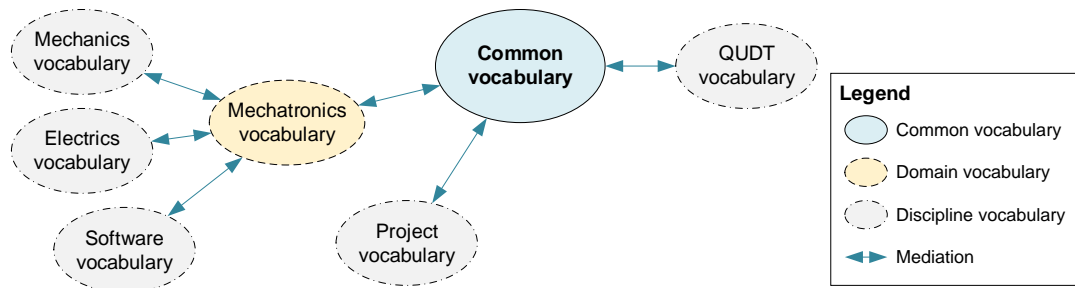 Mechanics
vocabulary
Electrics
vocabulary
Software
vocabulary
Mechatronics
vocabulary
Common
vocabulary
Project
vocabulary
QUDT
vocabulary
Legend
Common vocabulary
Domain vocabulary
Discipline vocabulary
Mediation